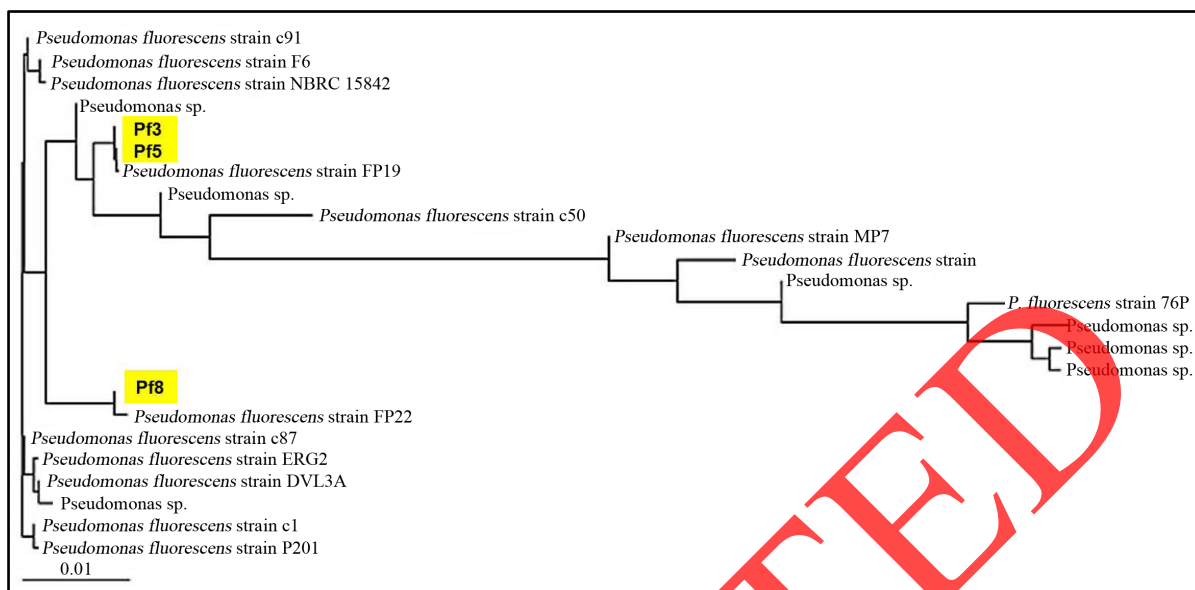 Pseudomonas fluorescens strain c91
Pseudomonas fluorescens strain F6
Pseudomonas fluorescens strain NBRC 15842
Pseudomonas sp.
Pf3
Pf5
Pseudomonas fluorescens strain FP19
Pseudomonas sp.
Pseudomonas fluorescens strain c50
Pseudomonas fluorescens strain MP7
Pseudomonas fluorescens strain
Pseudomonas sp.
P. fluorescens strain 76P
Pseudomonas sp.
Pseudomonas sp.
Pseudomonas sp.
Pf8
Pseudomonas fluorescens strain FP22
Pseudomonas fluorescens strain c87
Pseudomonas fluorescens strain ERG2
Pseudomonas fluorescens strain DVL3A
Pseudomonas sp.
Pseudomonas fluorescens strain c1
Pseudomonas fluorescens strain P201
0.01
TED